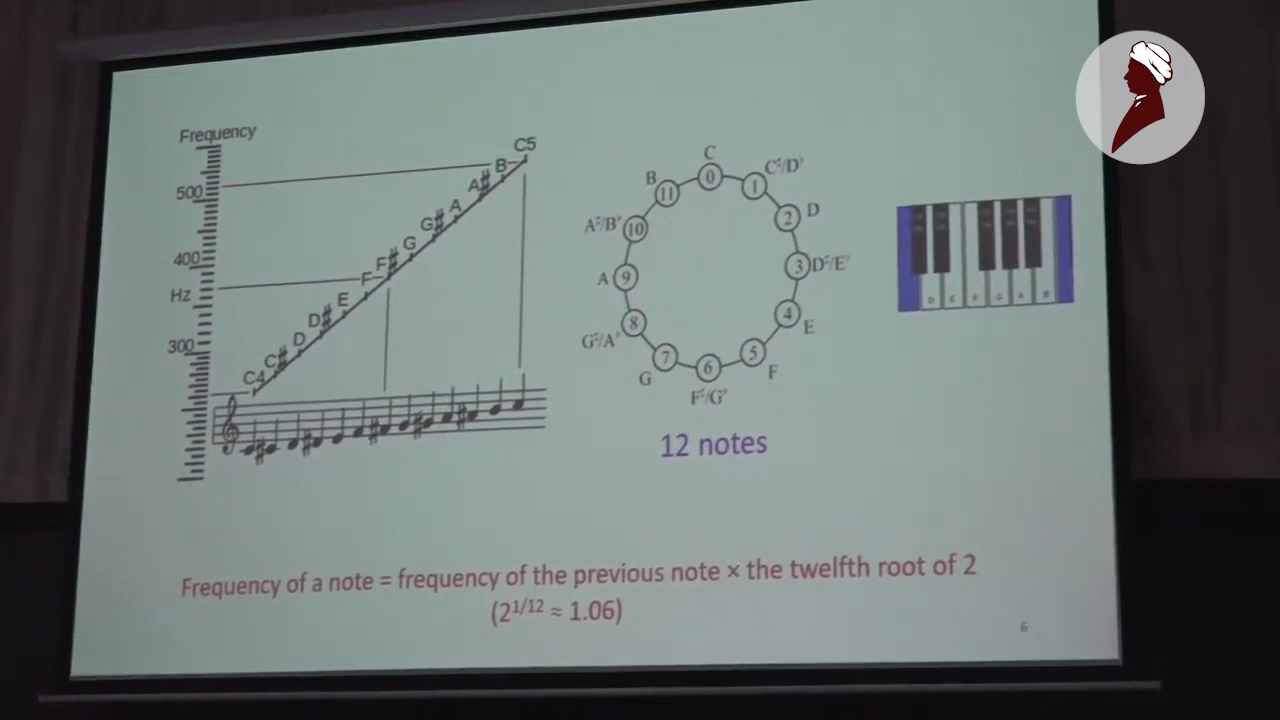 Frequency
500
400
Hz
300
C4
C#
D
D#
E
F
F#
G
G#
A
A#
B
C5
C
0
C♯/D♭
1
D
2
D♯/E♭
3
E
4
F
5
F♯/G♭
6
G
7
G♯/A♭
8
A
9
A♯/B♭
10
B
11
12 notes
D E F G A B
Frequency of a note = frequency of the previous note × the twelfth root of 2
(2^1/12 ≈ 1.06)
6